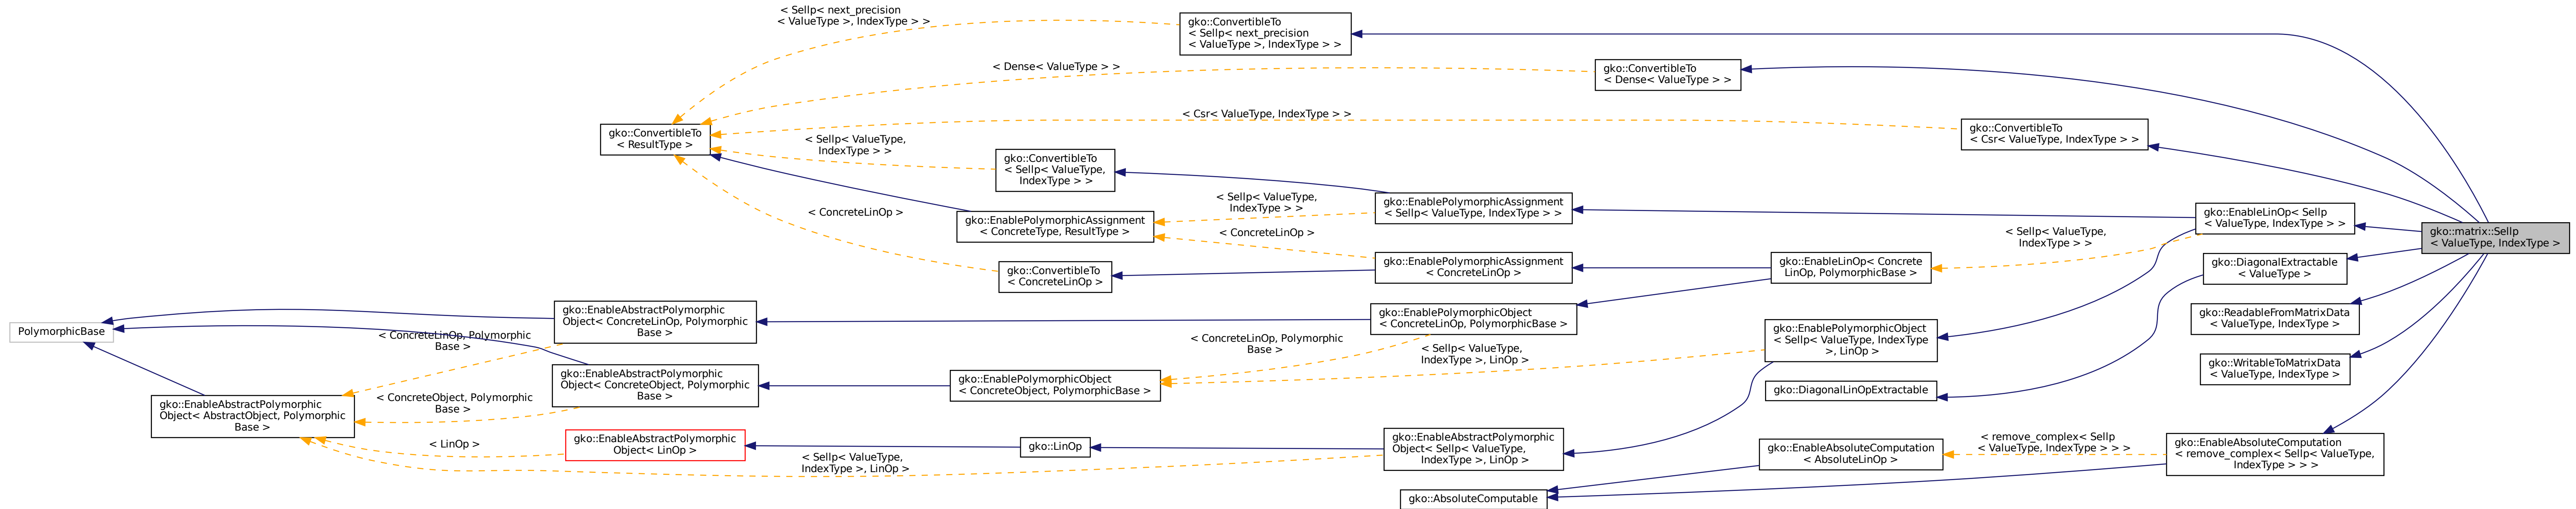 < Sellp< next_precision
< ValueType >, IndexType > >
gko::ConvertibleTo
< Sellp< next_precision
< ValueType >, IndexType > >
< Dense< ValueType > >
gko::ConvertibleTo
< Dense< ValueType > >
< Csr< ValueType, IndexType > >
gko::ConvertibleTo
< Csr< ValueType, IndexType > >
gko::ConvertibleTo
< ResultType >
< Sellp< ValueType,
IndexType > >
gko::ConvertibleTo
< Sellp< ValueType,
IndexType > >
< ConcreteLinOp >
gko::EnablePolymorphicAssignment
< ConcreteType, ResultType >
< Sellp< ValueType,
IndexType > >
< ConcreteLinOp >
gko::EnablePolymorphicAssignment
< Sellp< ValueType, IndexType > >
gko::EnableLinOp< Sellp
< ValueType, IndexType > >
gko::matrix::Sellp
< ValueType, IndexType >
gko::ConvertibleTo
< ConcreteLinOp >
gko::EnablePolymorphicAssignment
< ConcreteLinOp >
gko::EnableLinOp< Concrete
LinOp, PolymorphicBase >
< Sellp< ValueType,
IndexType > >
gko::DiagonalExtractable
< ValueType >
PolymorphicBase
gko::EnableAbstractPolymorphic
Object< ConcreteLinOp, Polymorphic
Base >
gko::EnablePolymorphicObject
< ConcreteLinOp, PolymorphicBase >
gko::ReadableFromMatrixData
< ValueType, IndexType >
< ConcreteLinOp, Polymorphic
Base >
< ConcreteLinOp, Polymorphic
Base >
< Sellp< ValueType,
IndexType >, LinOp >
gko::EnablePolymorphicObject
< Sellp< ValueType, IndexType
>, LinOp >
gko::WritableToMatrixData
< ValueType, IndexType >
gko::EnableAbstractPolymorphic
Object< ConcreteObject, Polymorphic
Base >
gko::EnablePolymorphicObject
< ConcreteObject, PolymorphicBase >
gko::DiagonalLinOpExtractable
gko::EnableAbstractPolymorphic
Object< AbstractObject, Polymorphic
Base >
< ConcreteObject, Polymorphic
Base >
< LinOp >
gko::EnableAbstractPolymorphic
Object< LinOp >
gko::LinOp
< Sellp< ValueType,
IndexType >, LinOp >
gko::EnableAbstractPolymorphic
Object< Sellp< ValueType,
IndexType >, LinOp >
gko::EnableAbsoluteComputation
< AbsoluteLinOp >
< remove_complex< Sellp
< ValueType, IndexType > > >
gko::EnableAbsoluteComputation
< remove_complex< Sellp< ValueType,
IndexType > > >
gko::AbsoluteComputable